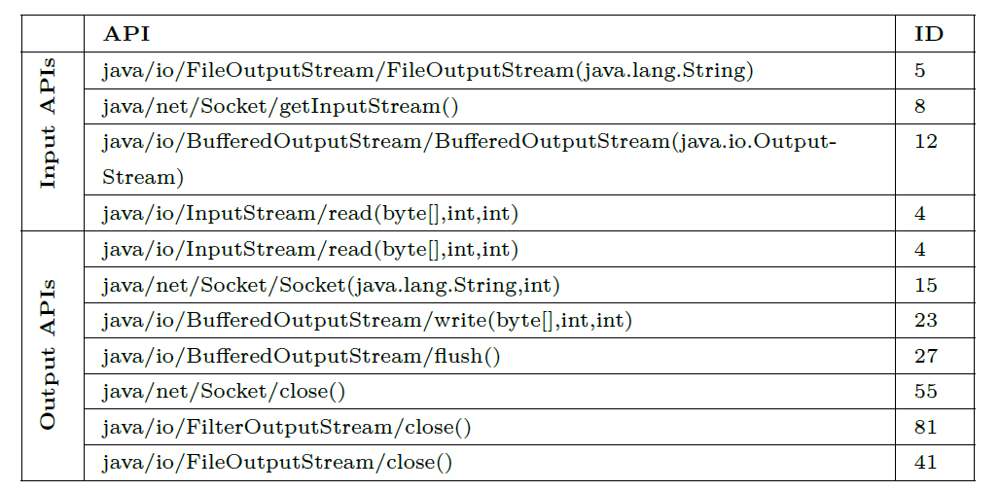 API ID
Input APIs
java/io/FileOutputStream/FileOutputStream(java.lang.String) 5
java/net/Socket/getInputStream() 8
java/io/BufferedOutputStream/BufferedOutputStream(java.io.Output- 12
Stream)
java/io/InputStream/read(byte[],int,int) 4
Output APIs
java/io/InputStream/read(byte[],int,int) 4
java/net/Socket/Socket(java.lang.String,int) 15
java/io/BufferedOutputStream/write(byte[],int,int) 23
java/io/BufferedOutputStream/flush() 27
java/net/Socket/close() 55
java/io/FilterOutputStream/close() 81
java/io/FileOutputStream/close() 41